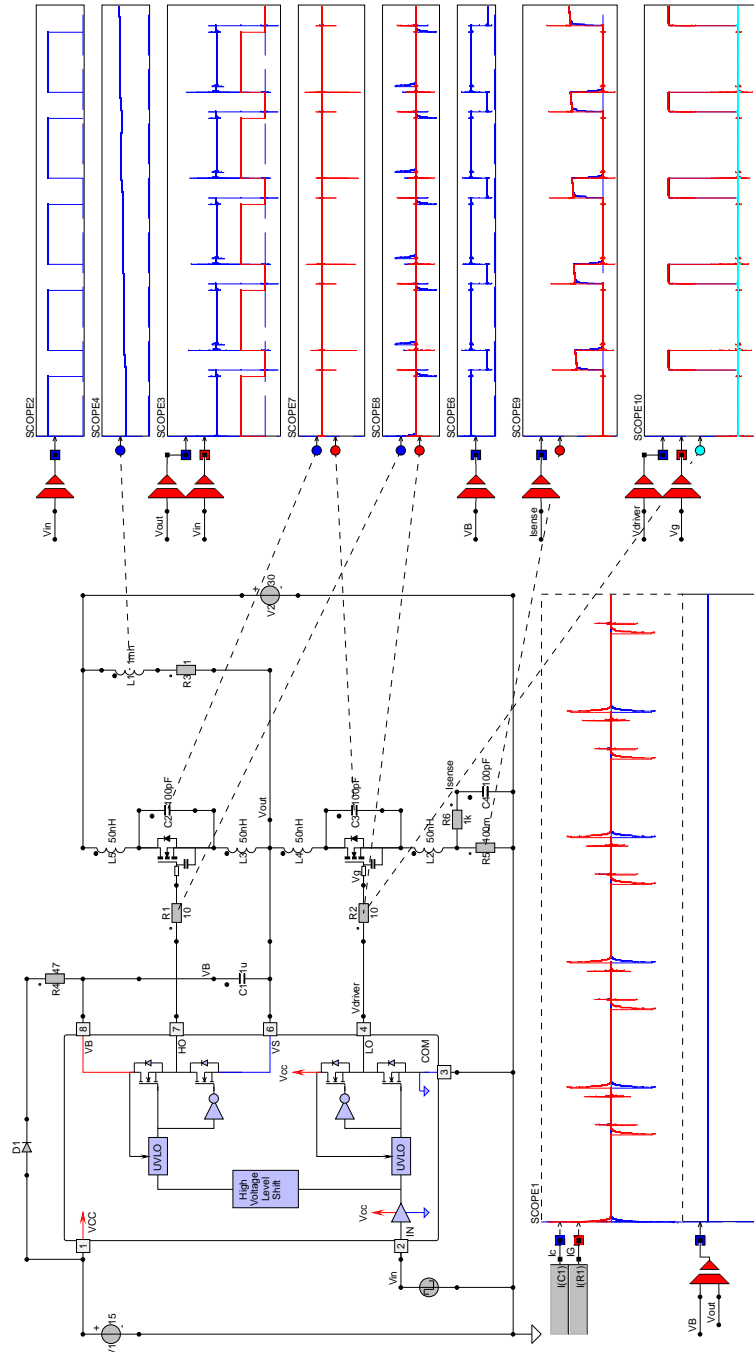 SCOPE2
Vin
SCOPE4
SCOPE3
Vout
Vin
SCOPE7
SCOPE8
SCOPE6
VB
SCOPE9
Isense
SCOPE10
Vdriver
Vg
V1 15
D1
1
VCC
2
IN
Vin
Vcc
High
Voltage
Level
Shift
UVLO
UVLO
Vcc
8
VB
7
HO
6
VS
4
LO
3
COM
R4 47
VB
C1 1u
Vdriver
R1
10
R2
10
Vg
L5 50nH
C2 100pF
L3 50nH
Vout
L4 50nH
C3 100pF
L2 50nH
Isense
R6
1k
R5 400m
C4 100pF
L1 1mh
R3 1
V2 30
SCOPE1
Ic
I(C1)
IG
I(R1)
VB
Vout